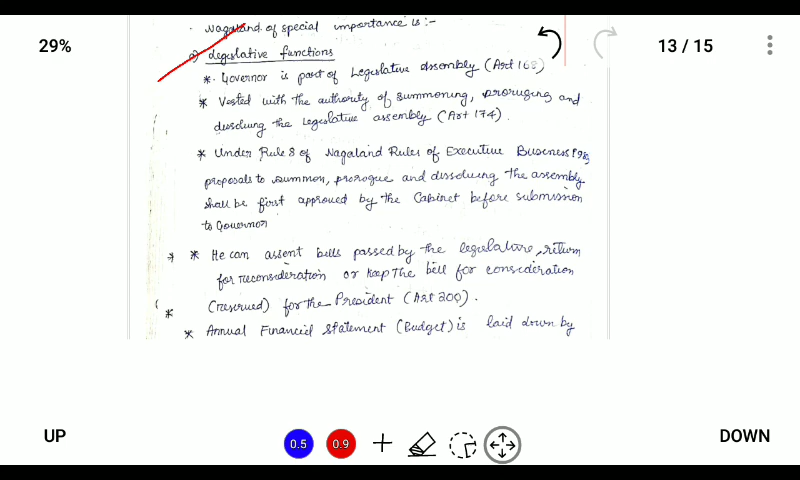 29%
13 / 15
Nagaland of special importance is :-
a) Legislative functions
* Governor is part of Legislative Assembly (Art 168)
* Vested with the authority of summoning, proroging and
dissolving the Legislative assembly (Art 174).
* Under Rule 8 of Nagaland Rules of Executive Business
proposals to summon, prorogue and dissolving the assembly
shall be first approved by the Cabinet before submission
to Governor
* * He can assent bills passed by the legislature, return
for reconsideration or keep the bill for consideration
(reserved) for the President (Art 200).
*
* Annual Financial Statement (Budget) is laid down by
UP
0.5
0.9
DOWN